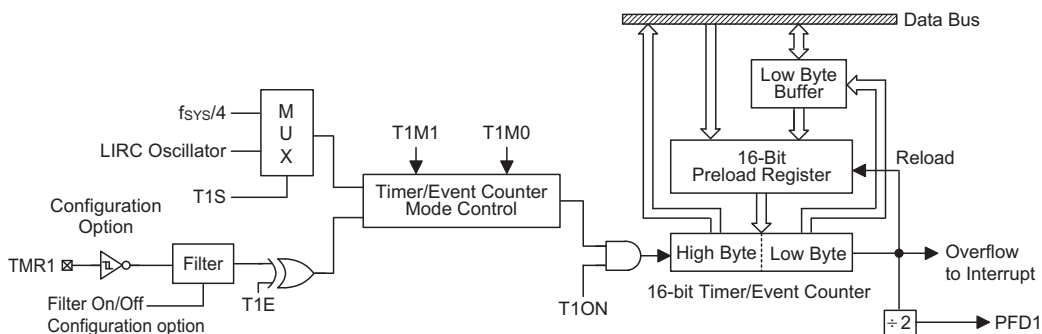 Data Bus
Low Byte
Buffer
fSYS/4
M
U
X
LIRC Oscillator
T1S
T1M1
T1M0
16-Bit
Preload Register
Reload
Timer/Event Counter
Mode Control
Configuration
Option
TMR1
Filter
T1E
Filter On/Off
Configuration option
T1ON
High Byte
Low Byte
16-bit Timer/Event Counter
Overflow
to Interrupt
÷2
PFD1